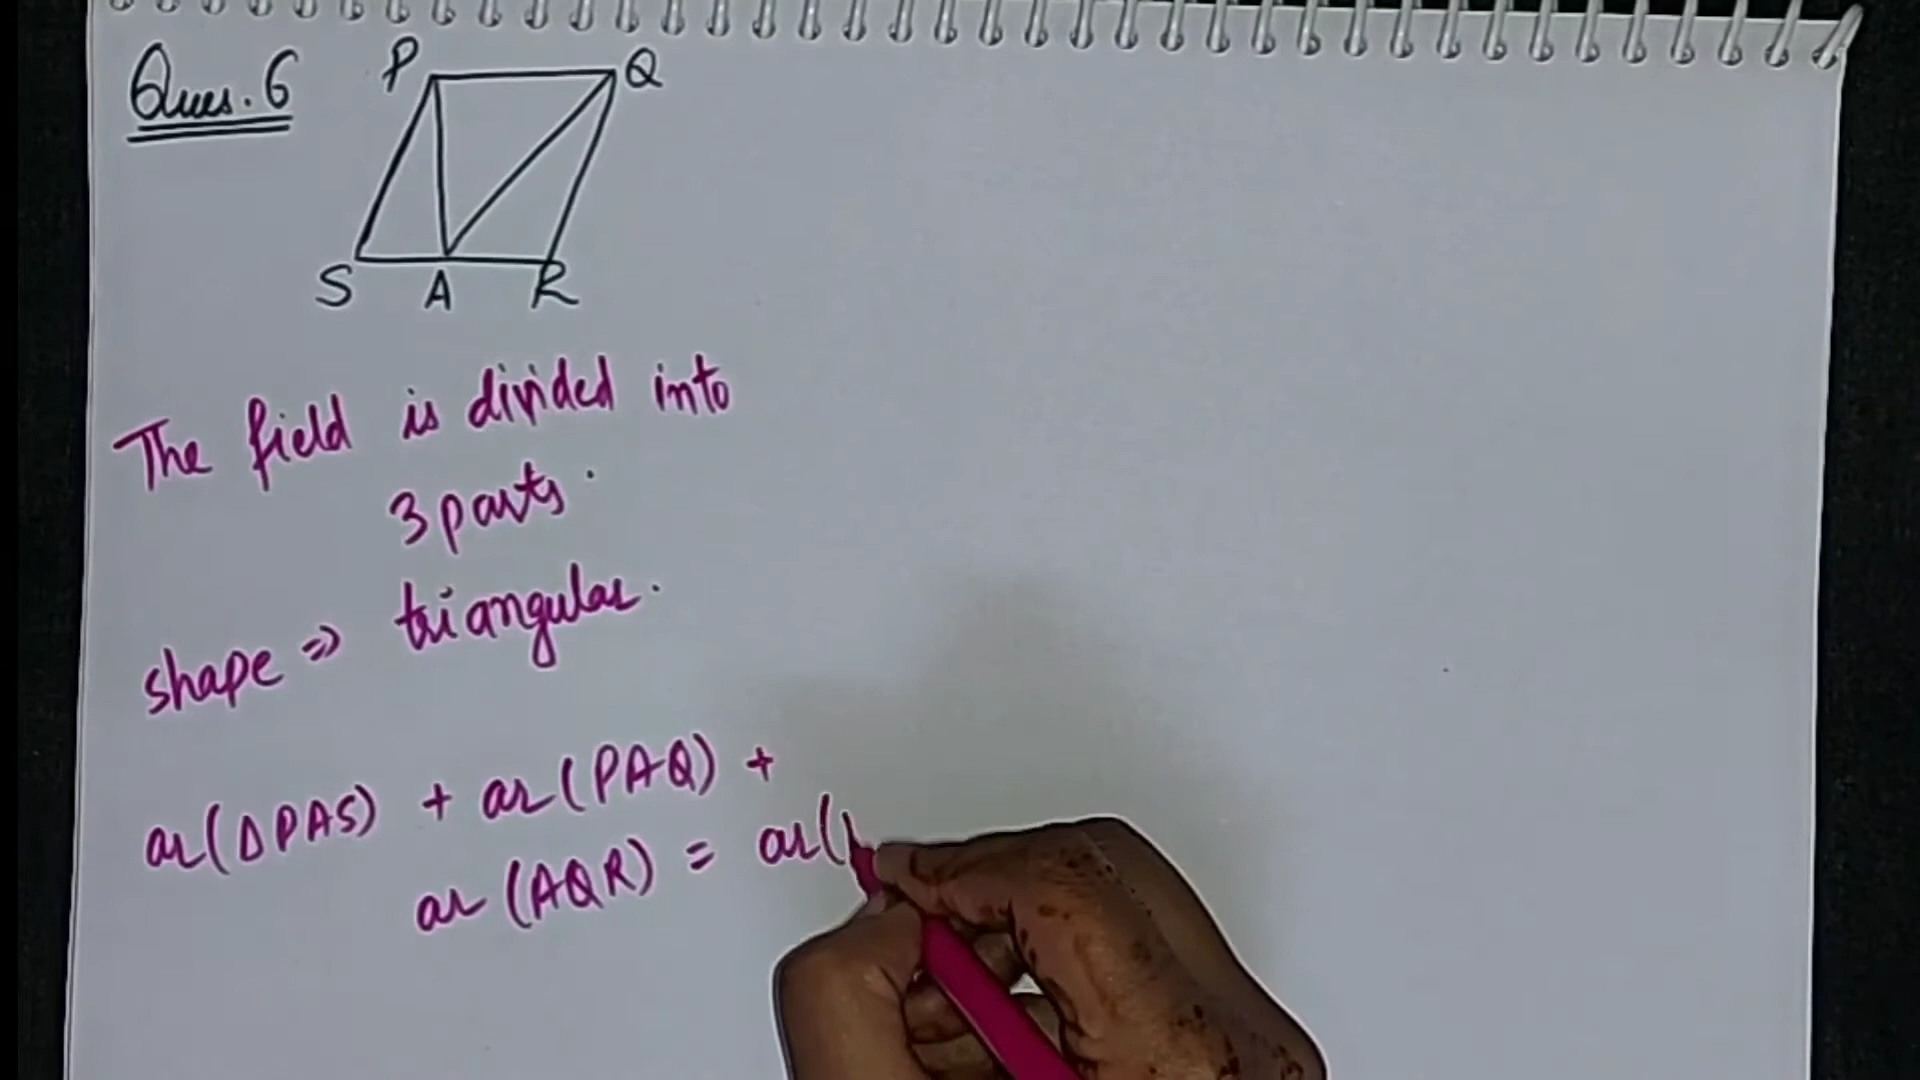 Ques. 6
P Q
S A R
The field is divided into
3 parts.
shape => triangular.
ar(ΔPAS) + ar(PAQ) +
ar(AQR) = ar(